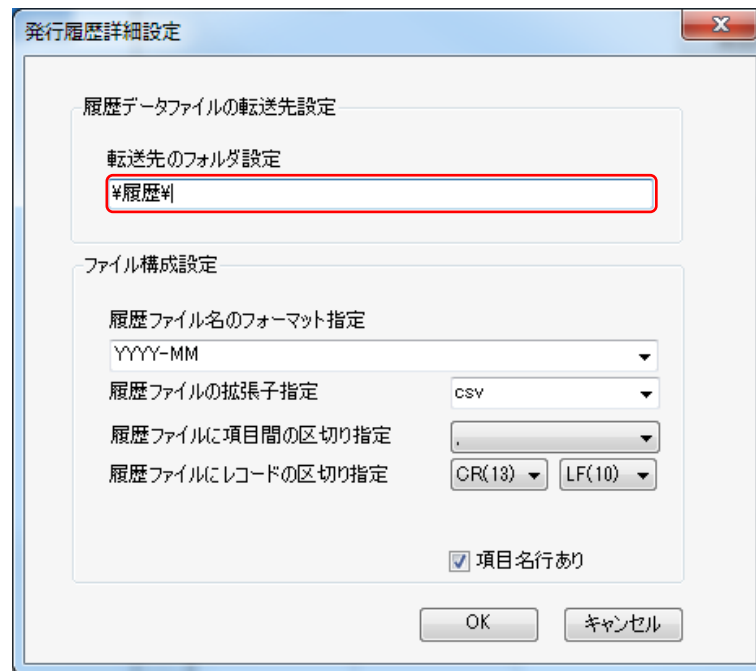 発行履歴詳細設定
履歴データファイルの転送先設定
転送先のフォルダ設定
¥履歴¥
ファイル構成設定
履歴ファイル名のフォーマット指定
YYYY-MM
履歴ファイルの拡張子指定 csv
履歴ファイルに項目間の区切り指定 ,
履歴ファイルにレコードの区切り指定 CR(13) LF(10)
項目名行あり
OK キャンセル